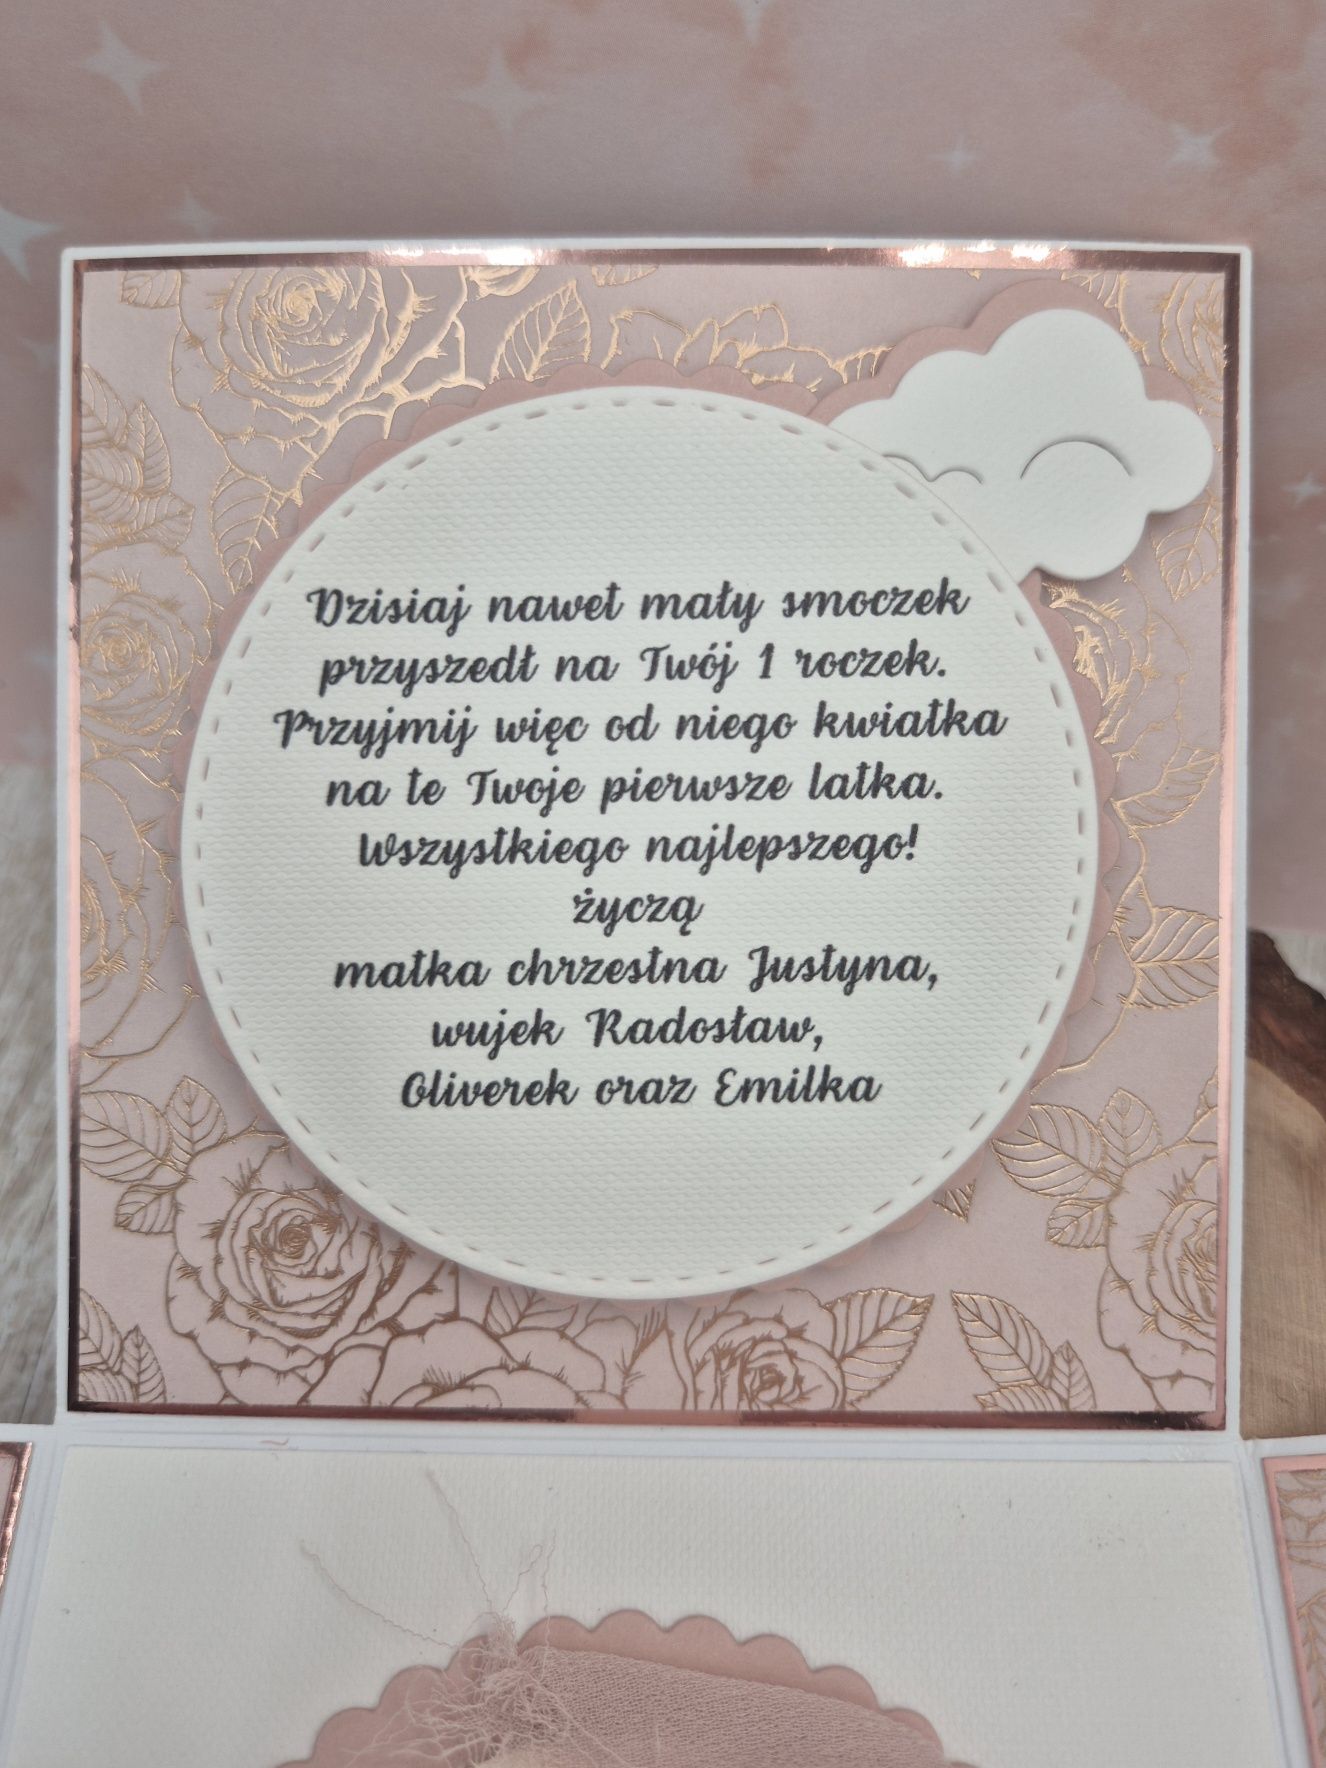 Dzisiaj nawet mały smoczek
przyszedł na Twój 1 roczek.
Przyjmij więc od niego kwiatka
na te Twoje pierwsze latka.
Wszystkiego najlepszego!
życzą
matka chrzestna Justyna,
wujek Radosław,
Oliverek oraz Emilka